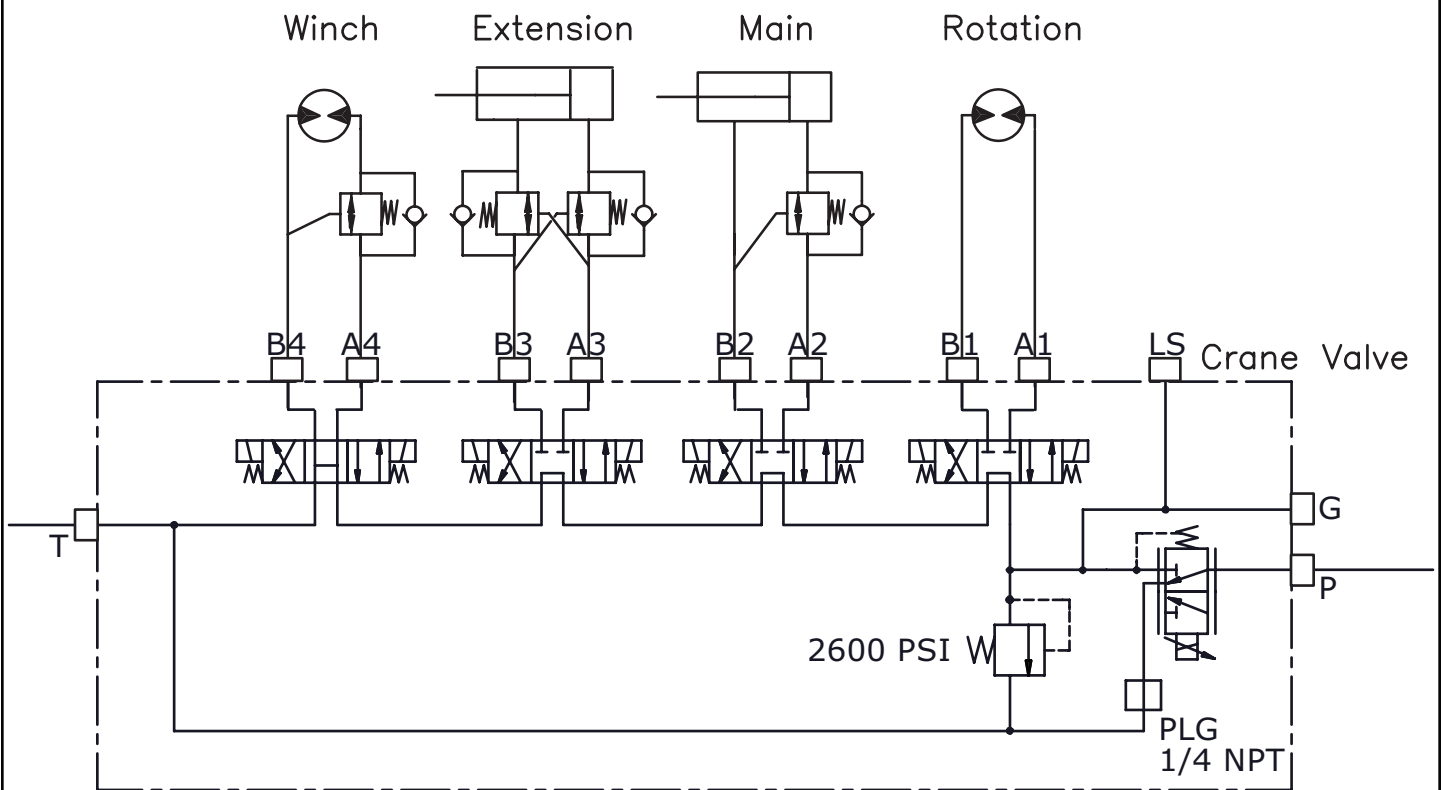 Winch Extension Main Rotation
B4 A4 B3 A3 B2 A2 B1 A1 LS
Crane Valve
T
G
P
2600 PSI
PLG
1/4 NPT